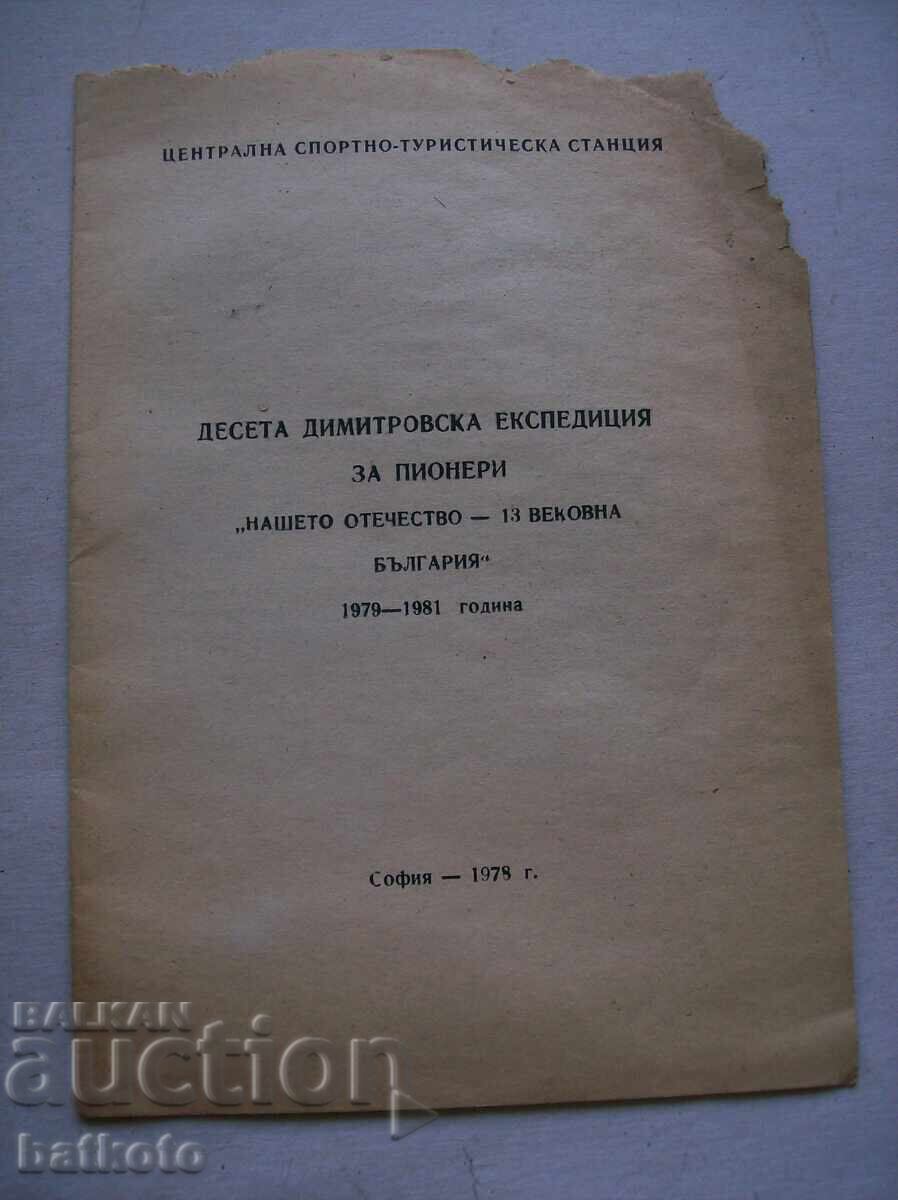 ЦЕНТРАЛНА СПОРТНО-ТУРИСТИЧЕСКА СТАНЦИЯ
ДЕСЕТА ДИМИТРОВСКА ЕКСПЕДИЦИЯ
ЗА ПИОНЕРИ
„НАШЕТО ОТЕЧЕСТВО — 13 ВЕКОВНА
БЪЛГАРИЯ“
1979—1981 година
София — 1978 г.
BALKAN
auction
batkoto